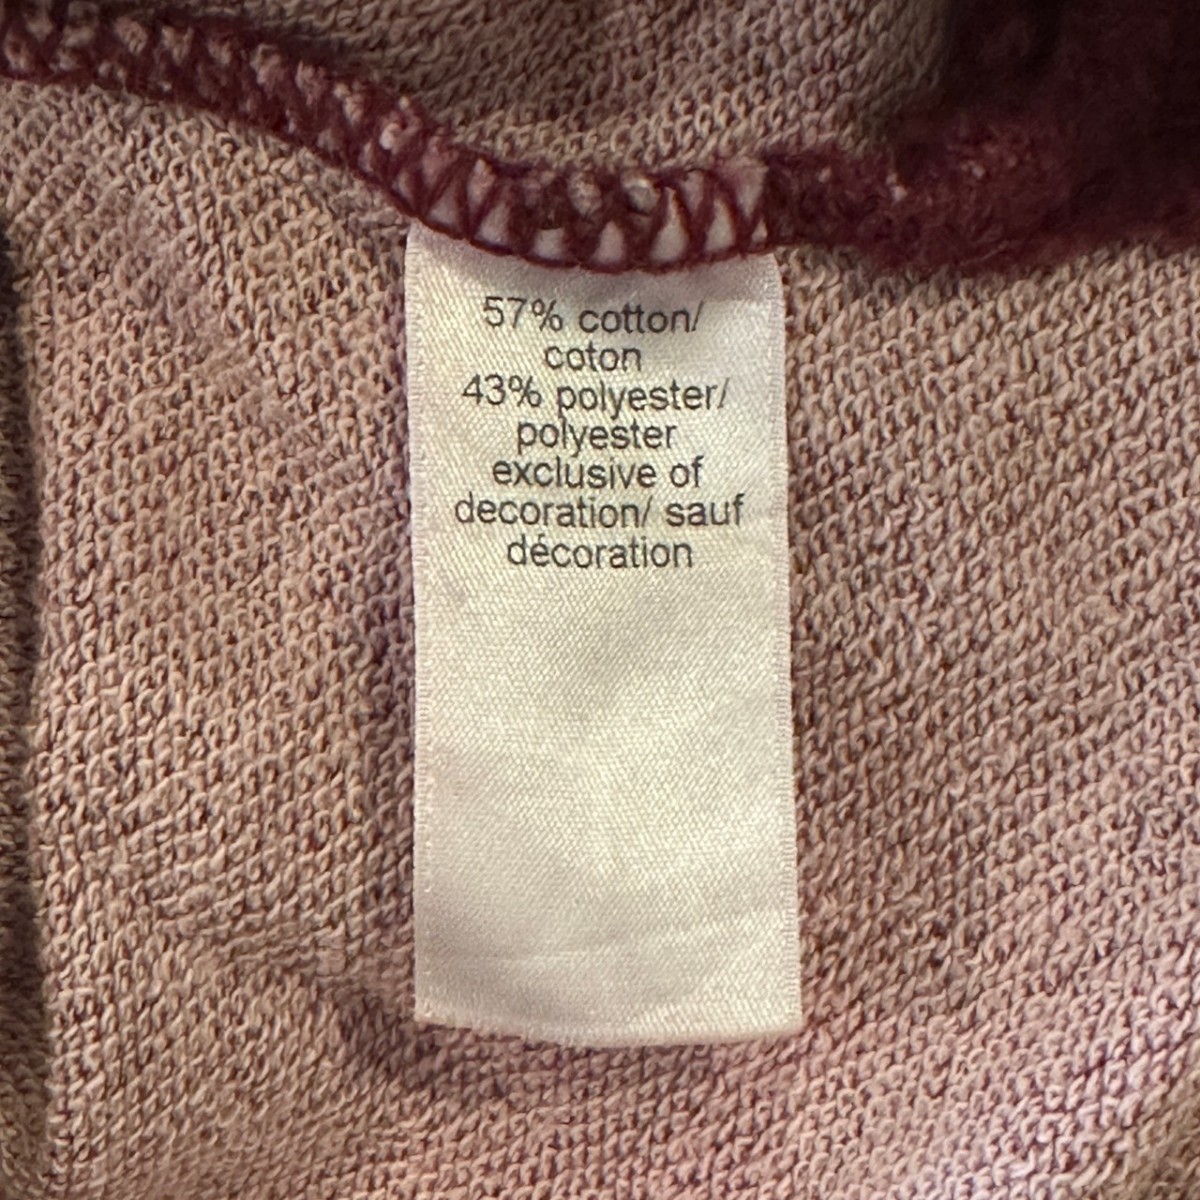 57% cotton/
coton
43% polyester/
polyester
exclusive of
decoration/ sauf
décoration